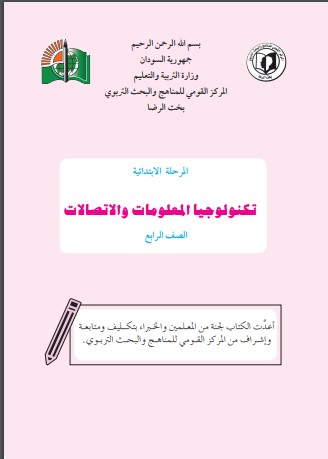 بسم الله الرحمن الرحيم
جمهورية السودان
وزارة التربية والتعليم
المركز القومي للمناهج والبحث التربوي
بخت الرضا
المرحلة الابتدائية
تكنولوجيا المعلومات والاتصالات
الصف الرابع
أعدَّت الكتاب لجنة من المعلمين والخبراء بتكليف ومتابعة
وإشراف من المركز القومي للمناهج والبحث التربوي.